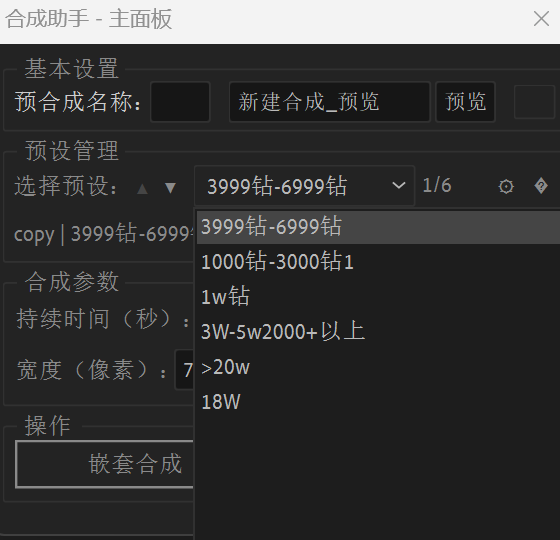 合成助手 - 主面板
基本设置
预合成名称： 新建合成_预览 预览
预设管理
选择预设： ▲ ▼ 3999钻-6999钻 1/6
copy | 3999钻-6999
3999钻-6999钻
1000钻-3000钻1
1w钻
3W-5w2000+以上
>20w
18W
合成参数
持续时间（秒）：
宽度（像素）： 7
操作
嵌套合成